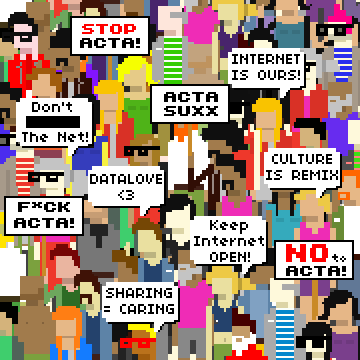 STOP
ACTA!
INTERNET
IS OURS!
ACTA
SUXX
Don't
The Net!
CULTURE
IS REMIX
DATALOVE
<3
F*CK
ACTA!
Keep
Internet
OPEN!
NO to
ACTA!
SHARING
= CARING